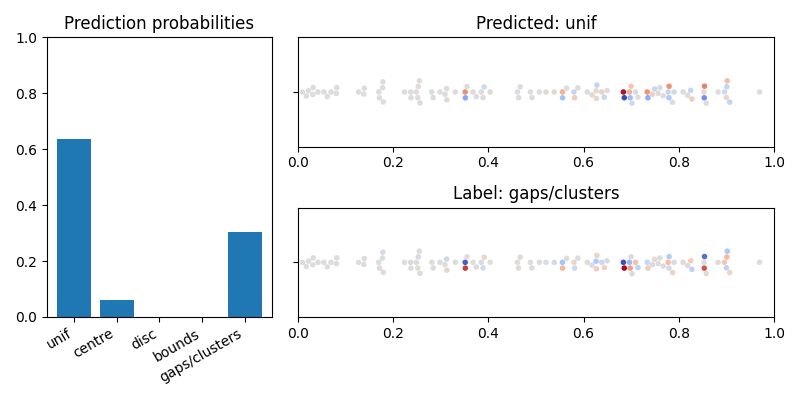 Prediction probabilities
1.0
0.8
0.6
0.4
0.2
0.0
unif
centre
disc
bounds
gaps/clusters
Predicted: unif
0.0 0.2 0.4 0.6 0.8 1.0
Label: gaps/clusters
0.0 0.2 0.4 0.6 0.8 1.0